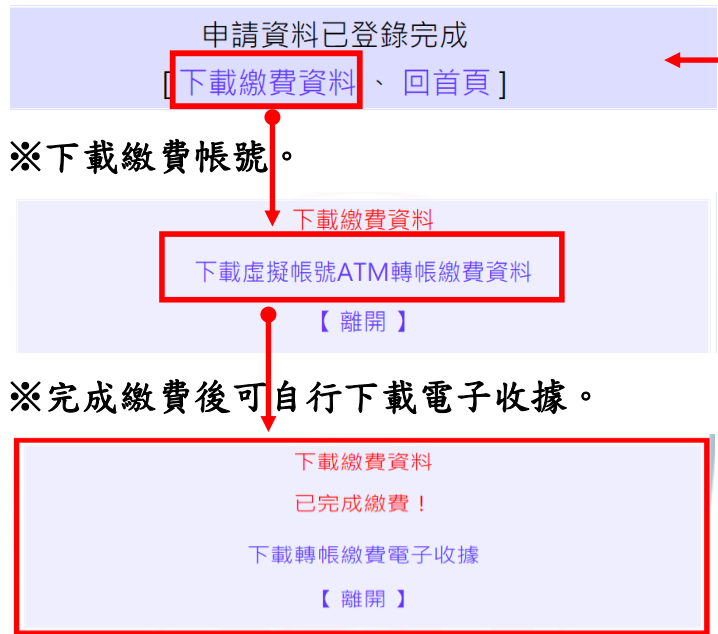 申請資料已登錄完成
[ 下載繳費資料 、 回首頁 ]
※下載繳費帳號。
下載繳費資料
下載虛擬帳號ATM轉帳繳費資料
【 離開 】
※完成繳費後可自行下載電子收據。
下載繳費資料
已完成繳費！
下載轉帳繳費電子收據
【 離開 】